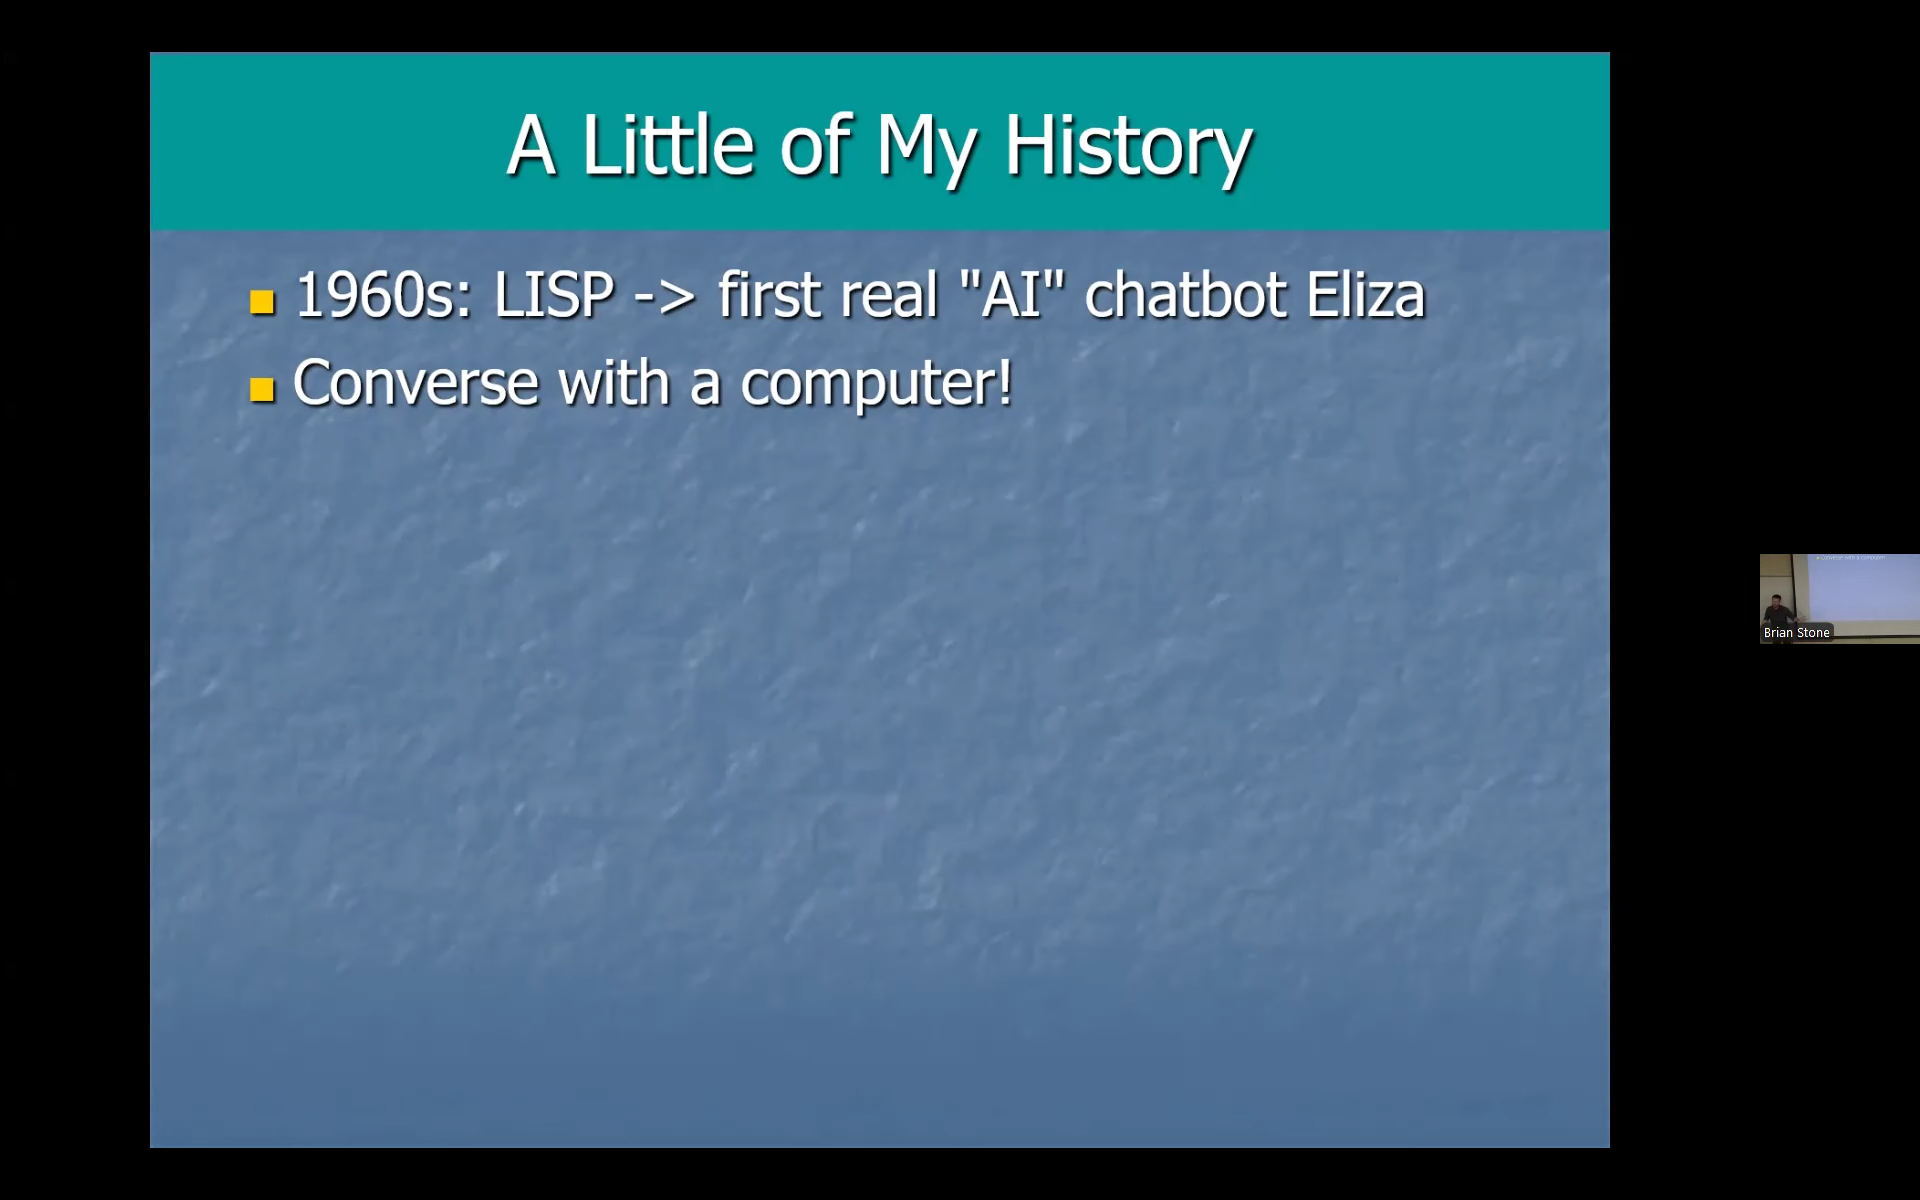 A Little of My History
1960s: LISP -> first real "AI" chatbot Eliza
Converse with a computer!
Brian Stone